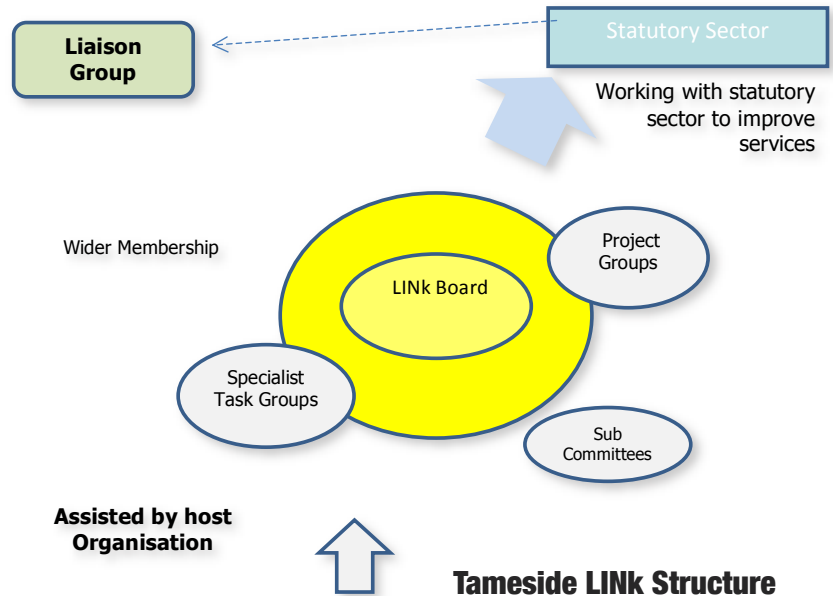 Liaison
Group
Statutory Sector
Working with statutory
sector to improve
services
Wider Membership
Project
Groups
LINk Board
Specialist
Task Groups
Sub
Committees
Assisted by host
Organisation
Tameside LINk Structure